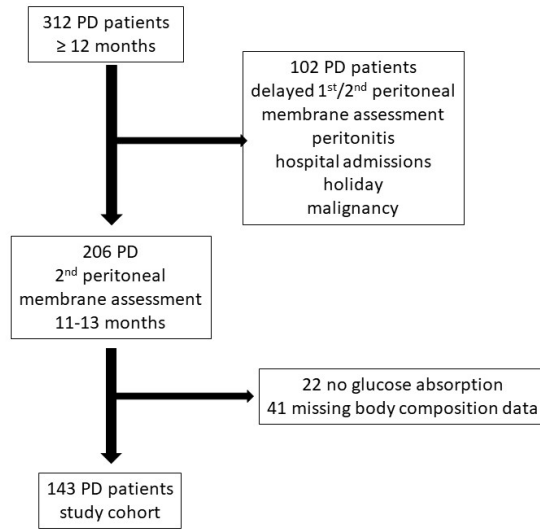 312 PD patients
≥ 12 months
102 PD patients
delayed 1st/2nd peritoneal
membrane assessment
peritonitis
hospital admissions
holiday
malignancy
206 PD
2nd peritoneal
membrane assessment
11-13 months
22 no glucose absorption
41 missing body composition data
143 PD patients
study cohort